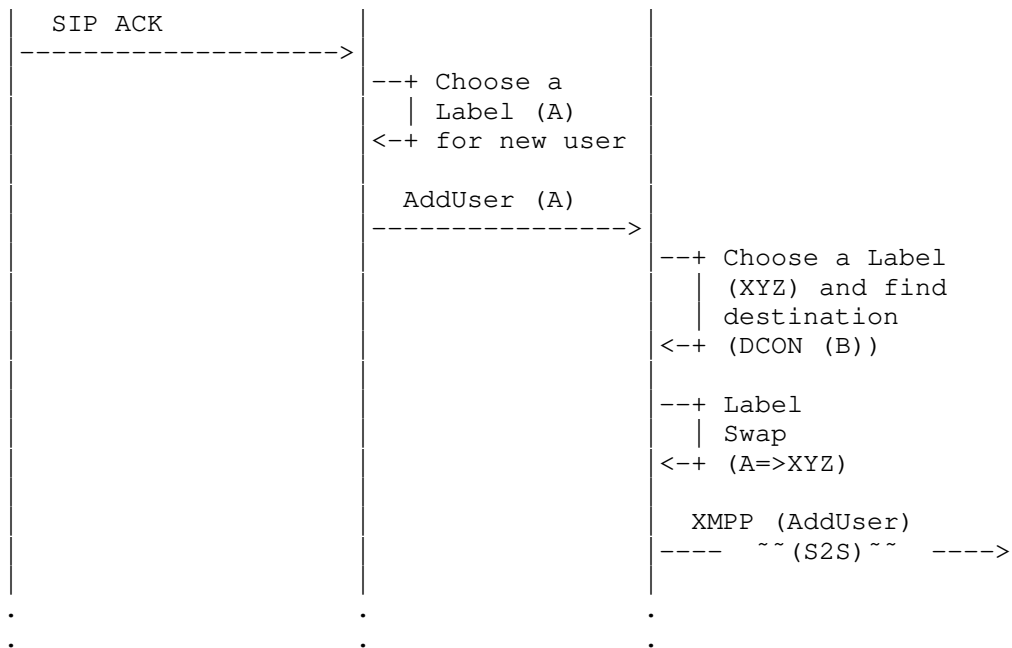 SIP ACK
-------------------->
--+ Choose a
| Label (A)
<-+ for new user
AddUser (A)
---------------->
--+ Choose a Label
| (XYZ) and find
| destination
<-+ (DCON (B))
--+ Label
| Swap
<-+ (A=>XYZ)
XMPP (AddUser)
---- ~~(S2S)~~ ---->
. . .
. . .